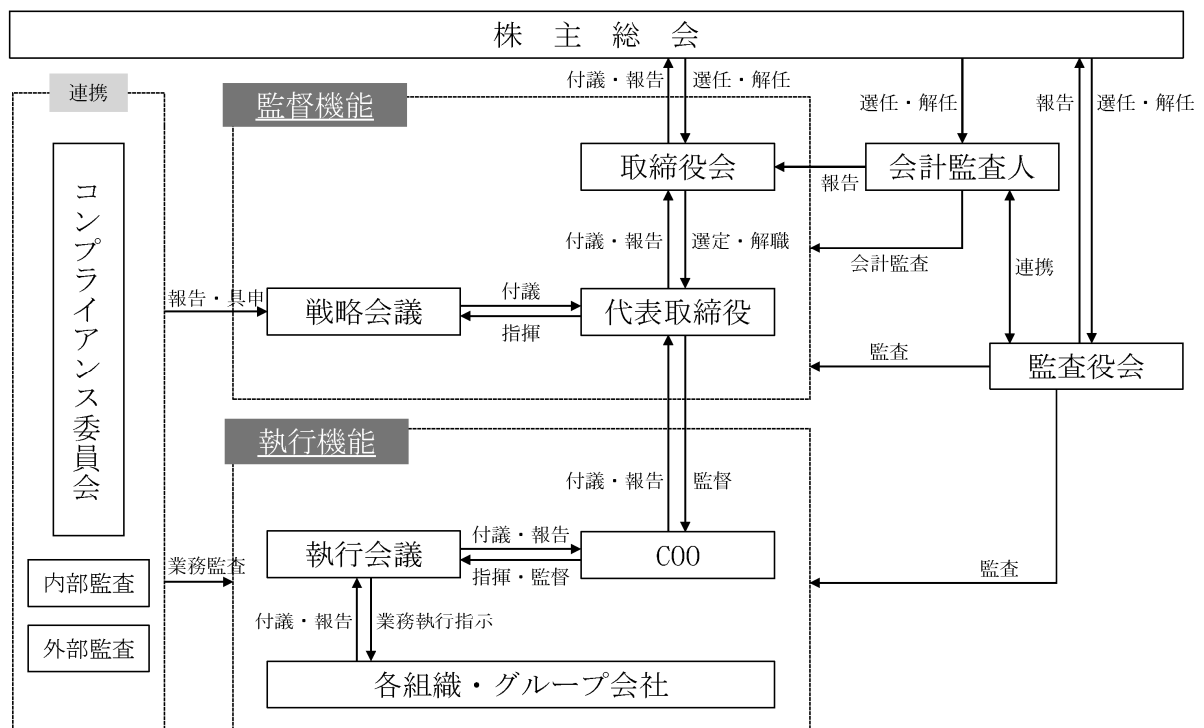 株主総会
連携
監督機能
付議・報告
選任・解任
選任・解任
報告
選任・解任
コンプライアンス委員会
取締役会
報告
会計監査人
付議・報告
選定・解職
会計監査
連携
報告・具申
戦略会議
付議
指揮
代表取締役
監査
監査役会
執行機能
付議・報告
監督
執行会議
付議・報告
指揮・監督
COO
内部監査
業務監査
監査
付議・報告
業務執行指示
外部監査
各組織・グループ会社